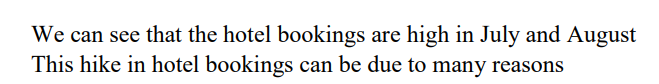 We can see that the hotel bookings are high in July and August
This hike in hotel bookings can be due to many reasons